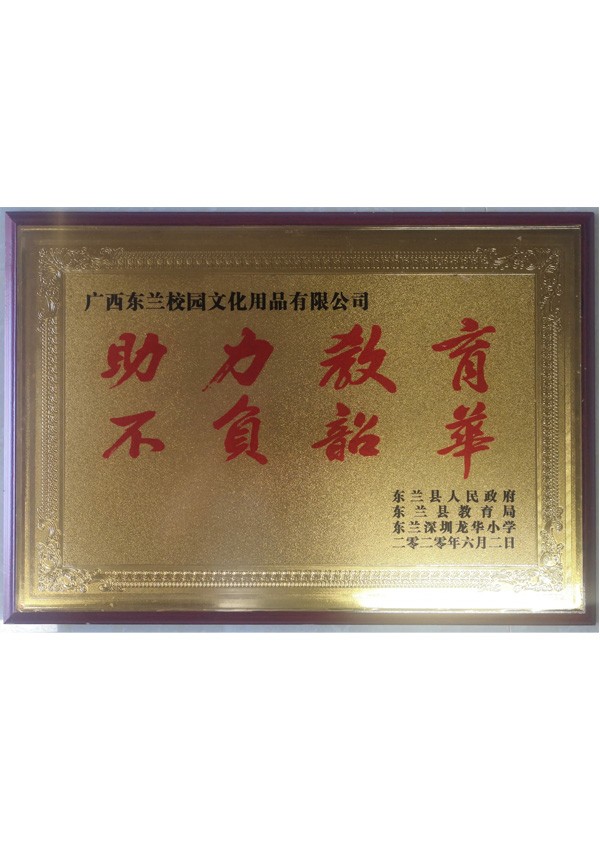 广西东兰校园文化用品有限公司
助力教育
不负韶華
东兰县人民政府
东兰县教育局
东兰深圳龙华小学
二零二零年六月二日